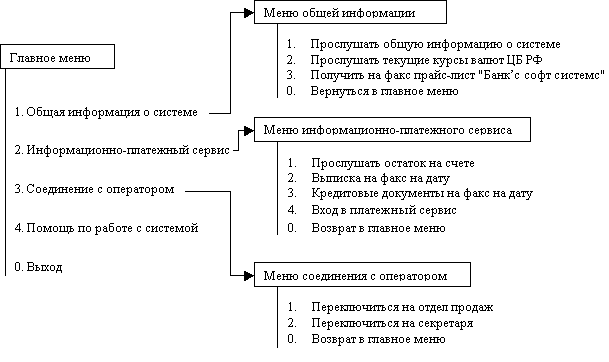 Главное меню
1. Общая информация о системе
2. Информационно-платежный сервис
3. Соединение с оператором
4. Помощь по работе с системой
0. Выход
Меню общей информации
1. Прослушать общую информацию о системе
2. Прослушать текущие курсы валют ЦБ РФ
3. Получить на факс прайс-лист "Банк’с софт системс"
0. Вернуться в главное меню
Меню информационно-платежного сервиса
1. Прослушать остаток на счете
2. Выписка на факс на дату
3. Кредитовые документы на факс на дату
4. Вход в платежный сервис
0. Возврат в главное меню
Меню соединения с оператором
1. Переключиться на отдел продаж
2. Переключиться на секретаря
0. Возврат в главное меню